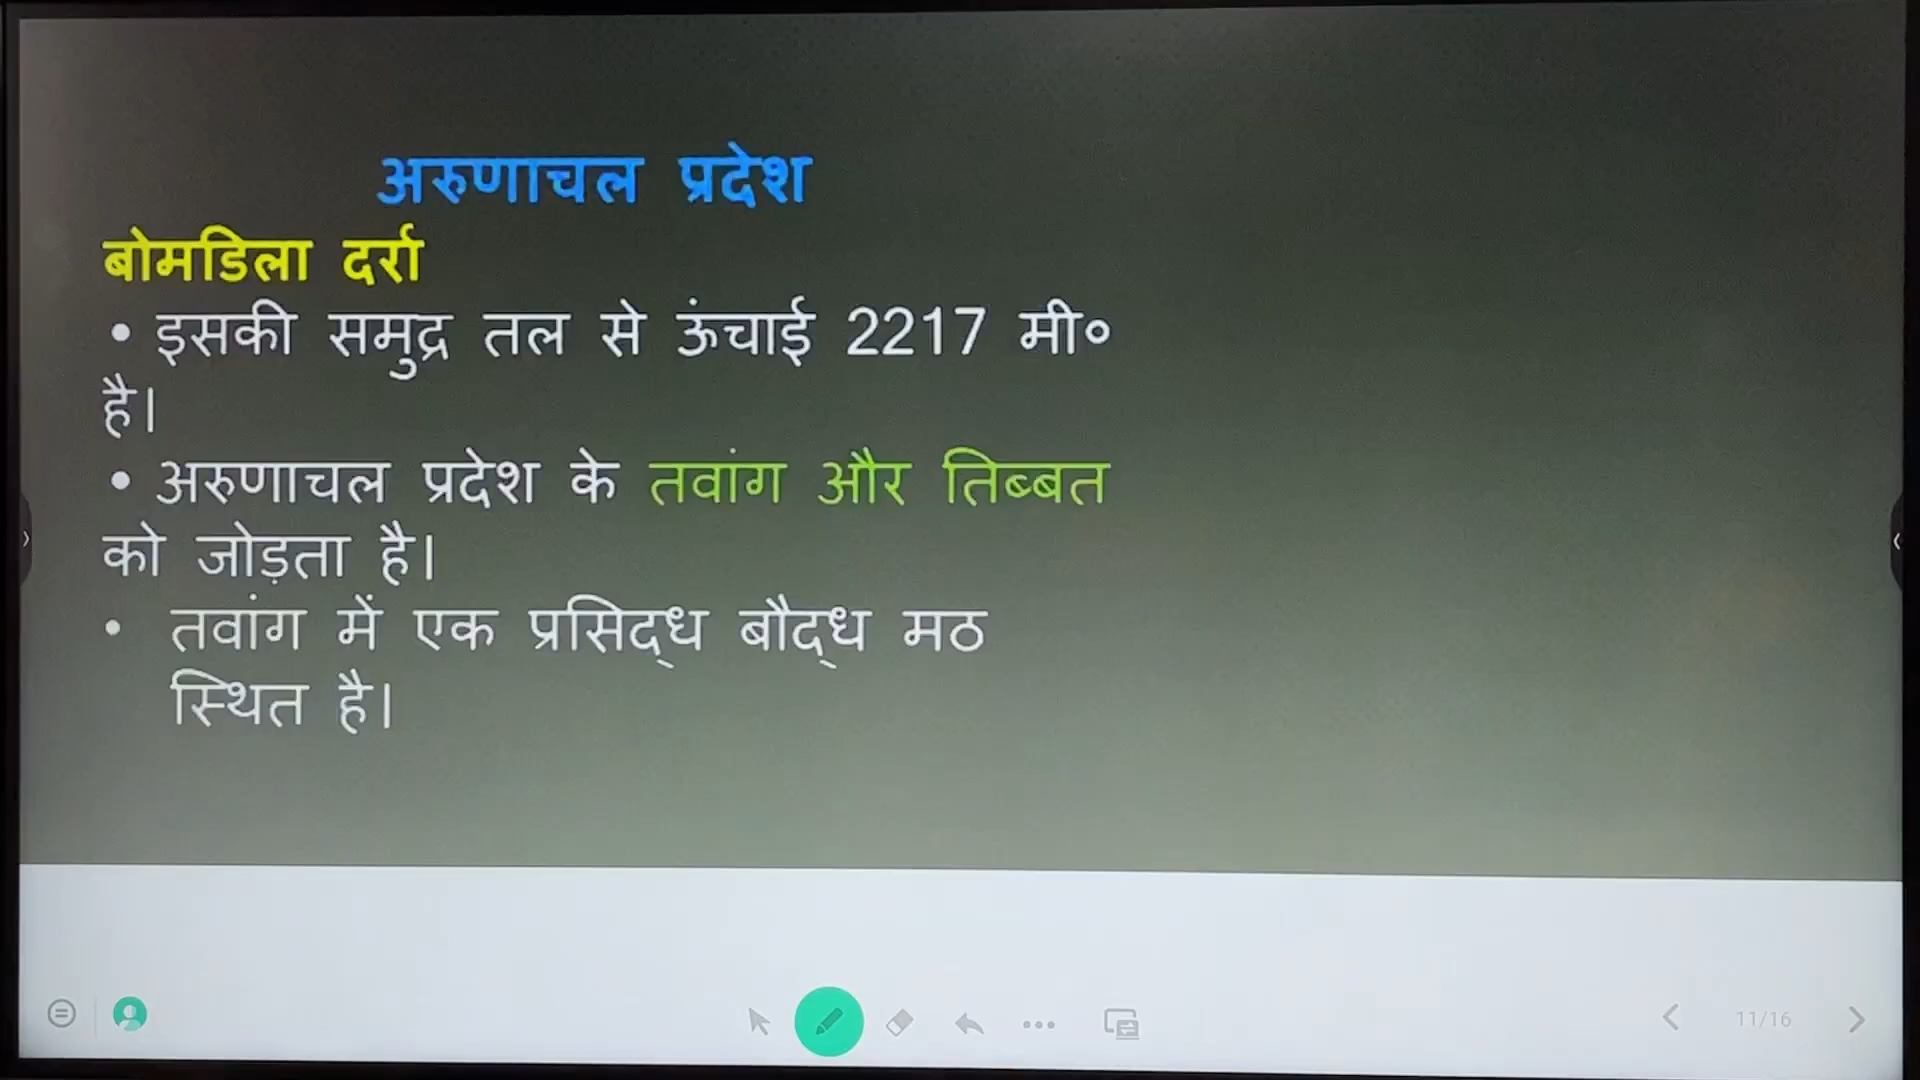 अरुणाचल प्रदेश
बोमडिला दर्रा
• इसकी समुद्र तल से ऊंचाई 2217 मी०
है।
• अरुणाचल प्रदेश के तवांग और तिब्बत
को जोड़ता है।
• तवांग में एक प्रसिद्ध बौद्ध मठ
स्थित है।
11/16